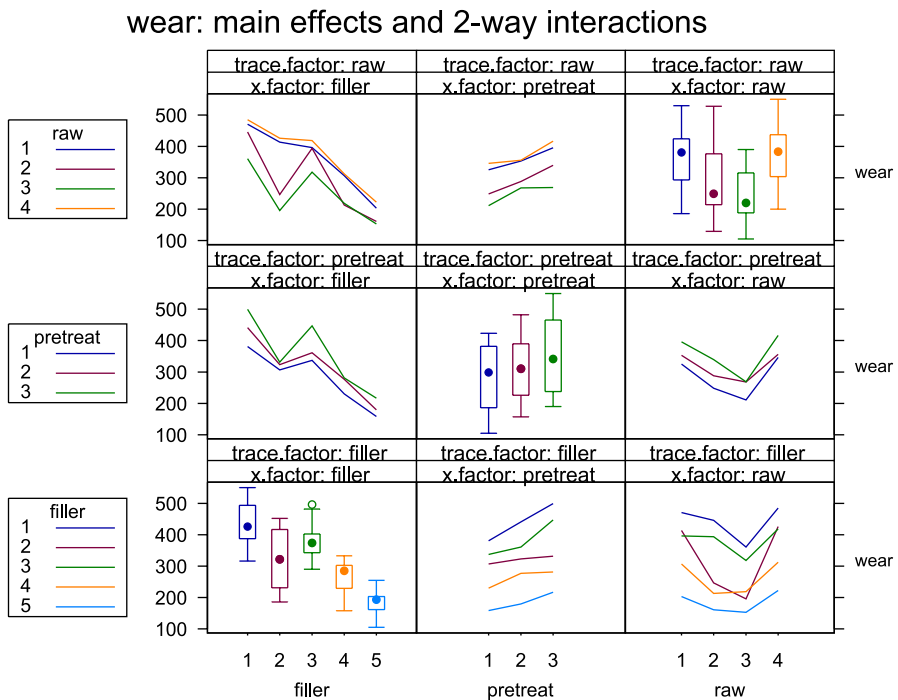 wear: main effects and 2-way interactions
trace.factor: raw trace.factor: raw trace.factor: raw
x.factor: filler x.factor: pretreat x.factor: raw
raw
1
2
3
4
500
400
300
200
100
wear
trace.factor: pretreat trace.factor: pretreat trace.factor: pretreat
x.factor: filler x.factor: pretreat x.factor: raw
pretreat
1
2
3
500
400
300
200
100
wear
trace.factor: filler trace.factor: filler trace.factor: filler
x.factor: filler x.factor: pretreat x.factor: raw
filler
1
2
3
4
5
500
400
300
200
100
wear
1 2 3 4 5 1 2 3 1 2 3 4
filler pretreat raw